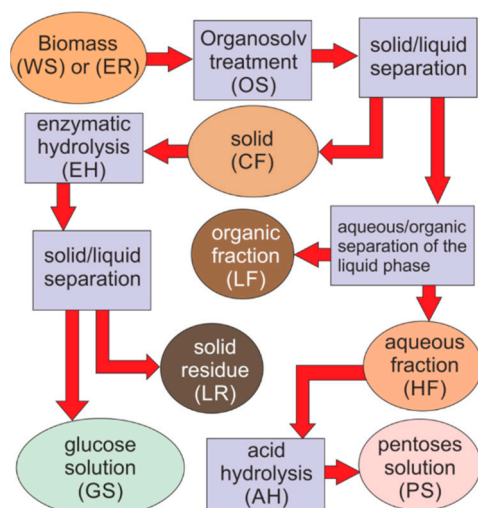 Biomass
(WS) or (ER)
Organosolv
treatment
(OS)
solid/liquid
separation
enzymatic
hydrolysis
(EH)
solid
(CF)
organic
fraction
(LF)
aqueous/organic
separation of the
liquid phase
solid/liquid
separation
solid
residue
(LR)
aqueous
fraction
(HF)
glucose
solution
(GS)
acid
hydrolysis
(AH)
pentoses
solution
(PS)